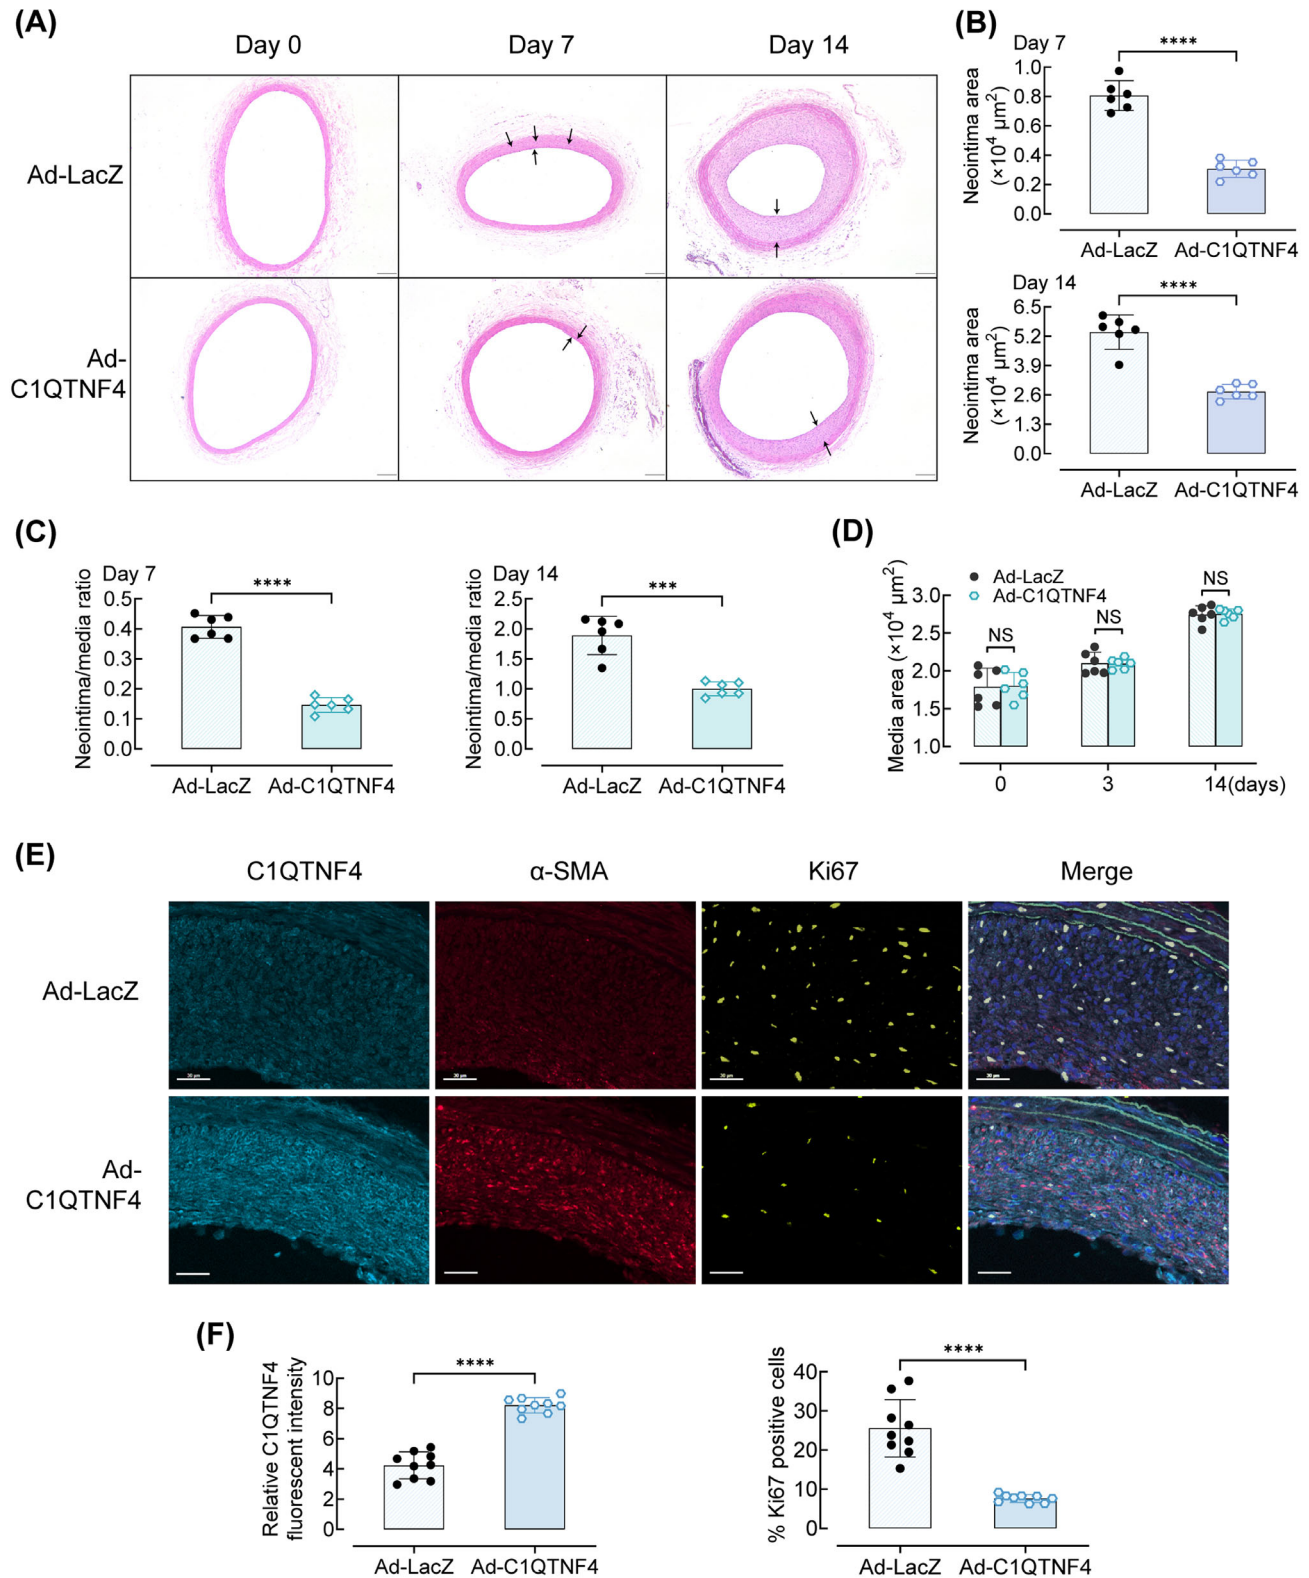 (A)
Day 0
Day 7
Day 14
Ad-LacZ
Ad-
C1QTNF4
(B)
Day 7
****
Neointima area
(×10⁴ µm²)
1.0
0.8
0.6
0.4
0.2
0.0
Ad-LacZ
Ad-C1QTNF4
Day 14
****
Neointima area
(×10⁴ µm²)
6.5
5.2
3.9
2.6
1.3
0.0
Ad-LacZ
Ad-C1QTNF4
(C)
Day 7
****
Neointima/media ratio
0.5
0.4
0.3
0.2
0.1
0.0
Ad-LacZ
Ad-C1QTNF4
Day 14
***
Neointima/media ratio
2.5
2.0
1.5
1.0
0.5
0.0
Ad-LacZ
Ad-C1QTNF4
(D)
Ad-LacZ
Ad-C1QTNF4
Media area (×10⁴ µm²)
3.0
2.5
2.0
1.5
1.0
NS
NS
NS
0
3
14(days)
(E)
C1QTNF4
α-SMA
Ki67
Merge
Ad-LacZ
30 µm
30 µm
30 µm
30 µm
Ad-
C1QTNF4
(F)
****
Relative C1QTNF4
fluorescent intensity
10
8
6
4
2
0
Ad-LacZ
Ad-C1QTNF4
****
% Ki67 positive cells
40
30
20
10
0
Ad-LacZ
Ad-C1QTNF4